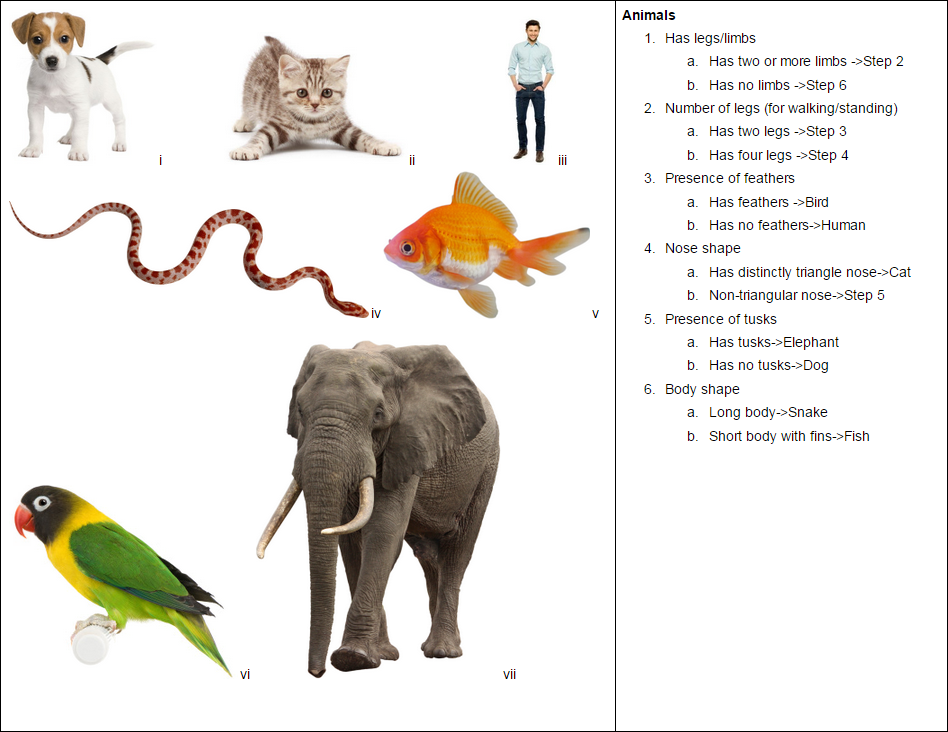 i
ii
iii
iv
v
vi
vii
Animals
1. Has legs/limbs
a. Has two or more limbs ->Step 2
b. Has no limbs ->Step 6
2. Number of legs (for walking/standing)
a. Has two legs ->Step 3
b. Has four legs ->Step 4
3. Presence of feathers
a. Has feathers ->Bird
b. Has no feathers->Human
4. Nose shape
a. Has distinctly triangle nose->Cat
b. Non-triangular nose->Step 5
5. Presence of tusks
a. Has tusks->Elephant
b. Has no tusks->Dog
6. Body shape
a. Long body->Snake
b. Short body with fins->Fish